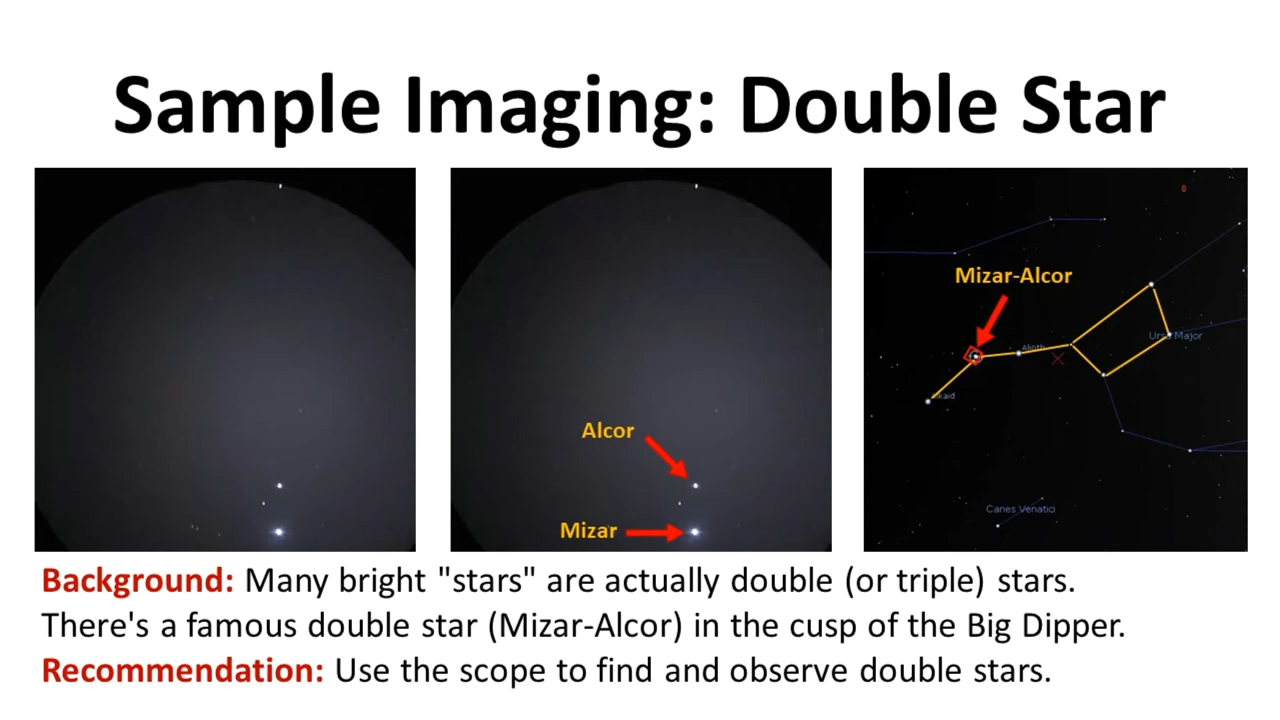 Sample Imaging: Double Star
Alcor
Mizar
0
Mizar-Alcor
Alioth
Ursa Major
Canes Venatici
Background: Many bright "stars" are actually double (or triple) stars.
There's a famous double star (Mizar-Alcor) in the cusp of the Big Dipper.
Recommendation: Use the scope to find and observe double stars.